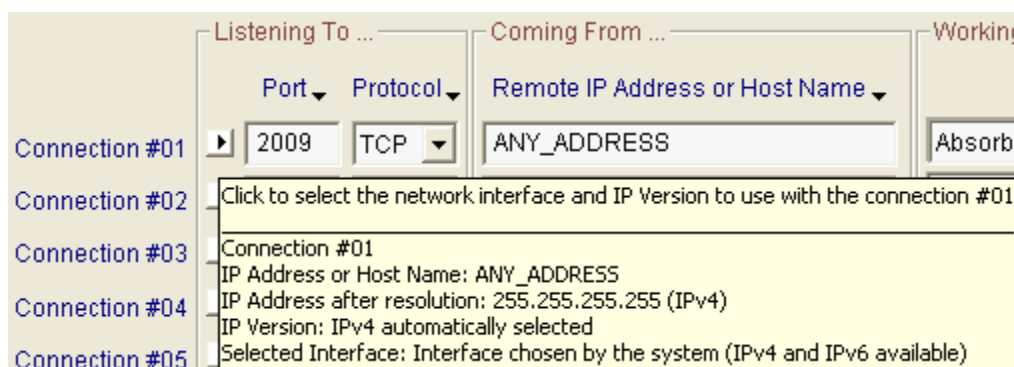 Listening To ... Coming From ... Working
Port Protocol Remote IP Address or Host Name
Connection #01 2009 TCP ANY_ADDRESS Absorb
Connection #02 Click to select the network interface and IP Version to use with the connection #01
Connection #03 Connection #01
IP Address or Host Name: ANY_ADDRESS
Connection #04 IP Address after resolution: 255.255.255.255 (IPv4)
IP Version: IPv4 automatically selected
Connection #05 Selected Interface: Interface chosen by the system (IPv4 and IPv6 available)